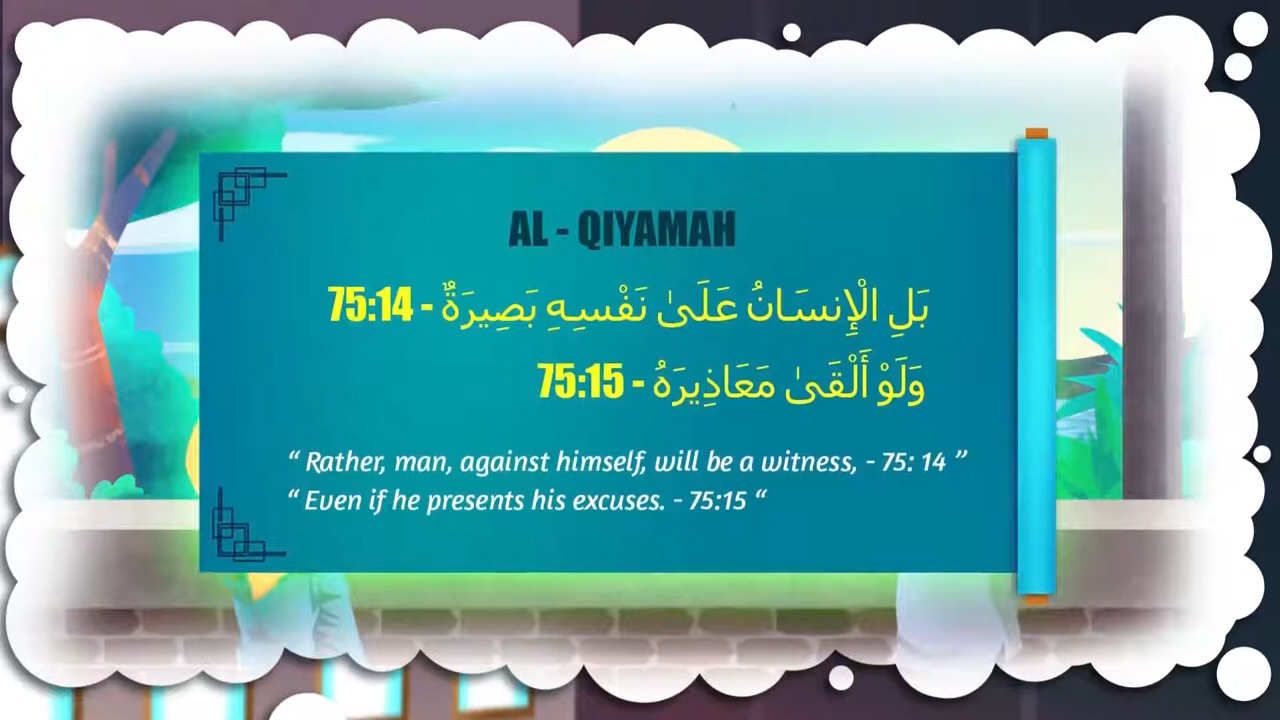 AL - QIYAMAH
بَلِ الْإِنسَانُ عَلَىٰ نَفْسِهِ بَصِيرَةٌ - 75:14
وَلَوْ أَلْقَىٰ مَعَاذِيرَهُ - 75:15
“ Rather, man, against himself, will be a witness, - 75: 14 ”
“ Even if he presents his excuses. - 75:15 “